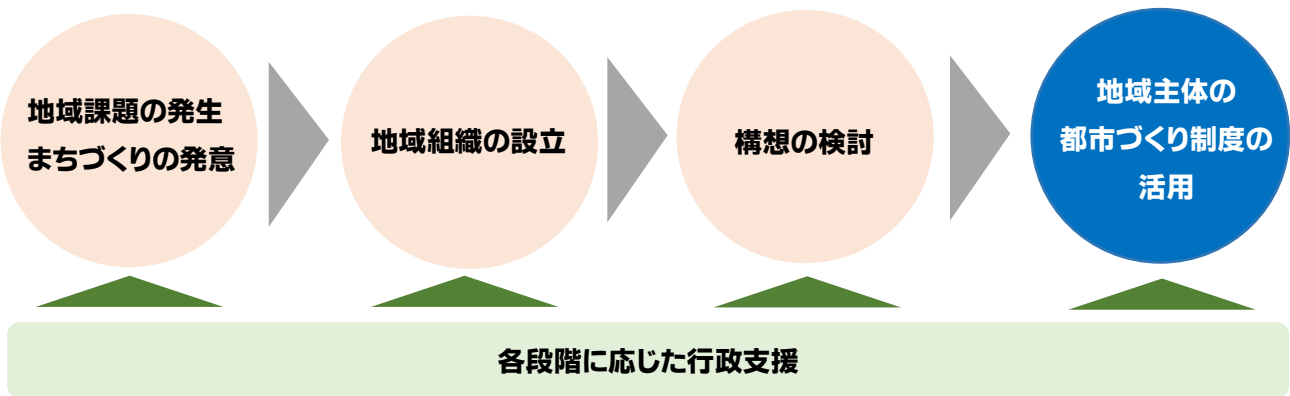 地域課題の発生
まちづくりの発意
地域組織の設立
構想の検討
地域主体の
都市づくり制度の
活用
各段階に応じた行政支援